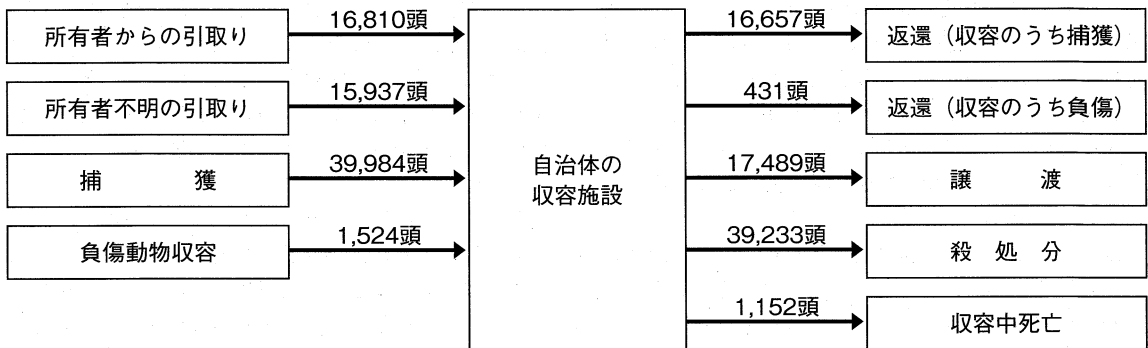 所有者からの引取り
16,810頭
所有者不明の引取り
15,937頭
捕獲
39,984頭
負傷動物収容
1,524頭
自治体の
収容施設
16,657頭
返還（収容のうち捕獲）
431頭
返還（収容のうち負傷）
17,489頭
譲渡
39,233頭
殺処分
1,152頭
収容中死亡